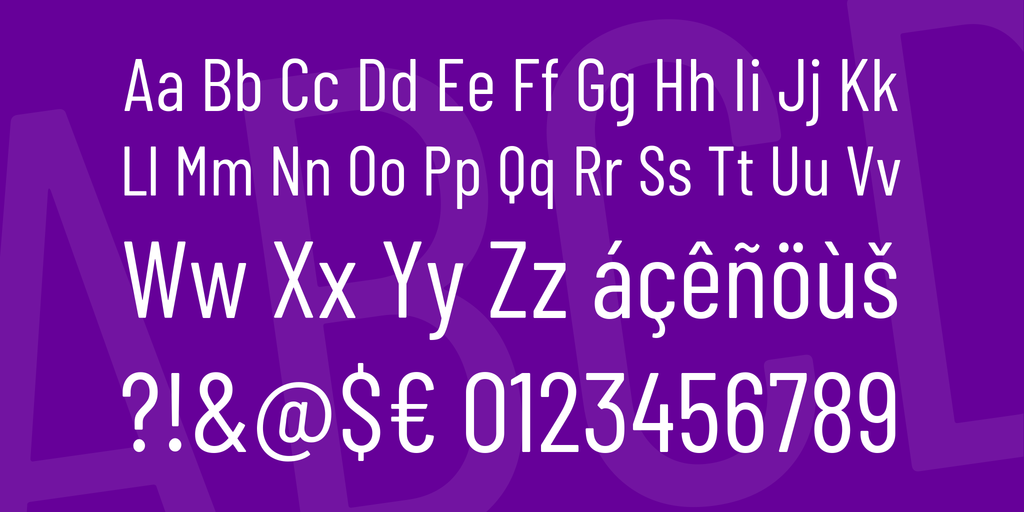 Aa Bb Cc Dd Ee Ff Gg Hh Ii Jj Kk
Ll Mm Nn Oo Pp Qq Rr Ss Tt Uu Vv
Ww Xx Yy Zz áçêñöùš
?!&@$€ 0123456789
ABCD